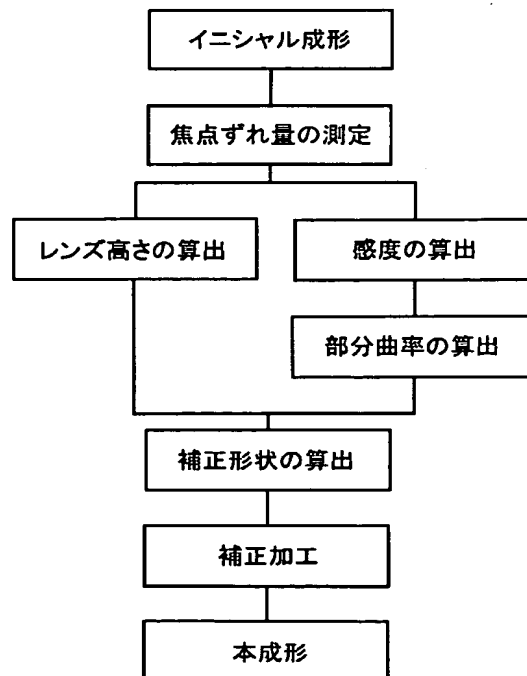 イニシャル成形
焦点ずれ量の測定
レンズ高さの算出
感度の算出
部分曲率の算出
補正形状の算出
補正加工
本成形